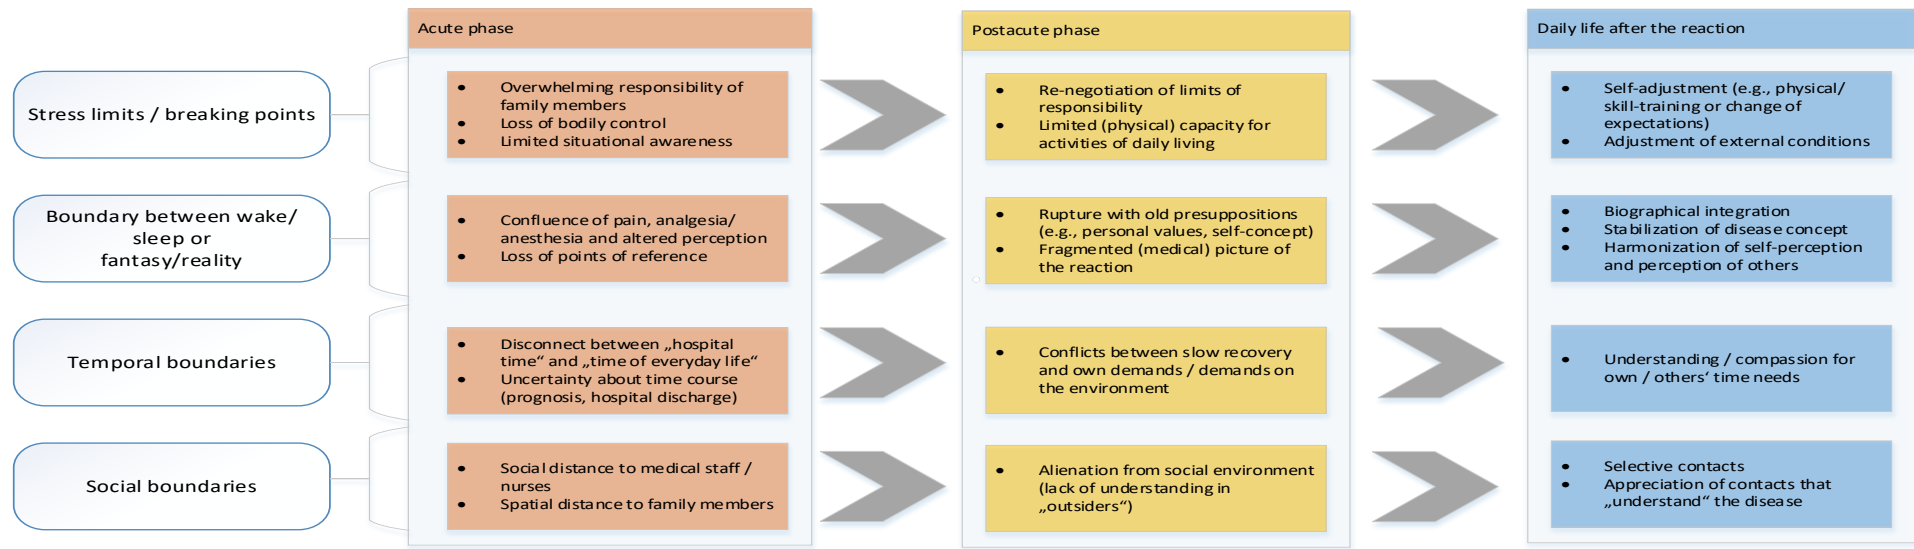 Acute phase
Postacute phase
Daily life after the reaction
Stress limits / breaking points
• Overwhelming responsibility of
family members
• Loss of bodily control
• Limited situational awareness
• Re-negotiation of limits of
responsibility
• Limited (physical) capacity for
activities of daily living
• Self-adjustment (e.g., physical/
skill-training or change of
expectations)
• Adjustment of external conditions
Boundary between wake/
sleep or
fantasy/reality
• Confluence of pain, analgesia/
anesthesia and altered perception
• Loss of points of reference
• Rupture with old presuppositions
(e.g., personal values, self-concept)
• Fragmented (medical) picture of
the reaction
• Biographical integration
• Stabilization of disease concept
• Harmonization of self-perception
and perception of others
Temporal boundaries
• Disconnect between „hospital
time“ and „time of everyday life“
• Uncertainty about time course
(prognosis, hospital discharge)
• Conflicts between slow recovery
and own demands / demands on
the environment
• Understanding / compassion for
own / others‘ time needs
Social boundaries
• Social distance to medical staff /
nurses
• Spatial distance to family members
• Alienation from social environment
(lack of understanding in
„outsiders“)
• Selective contacts
• Appreciation of contacts that
„understand“ the disease